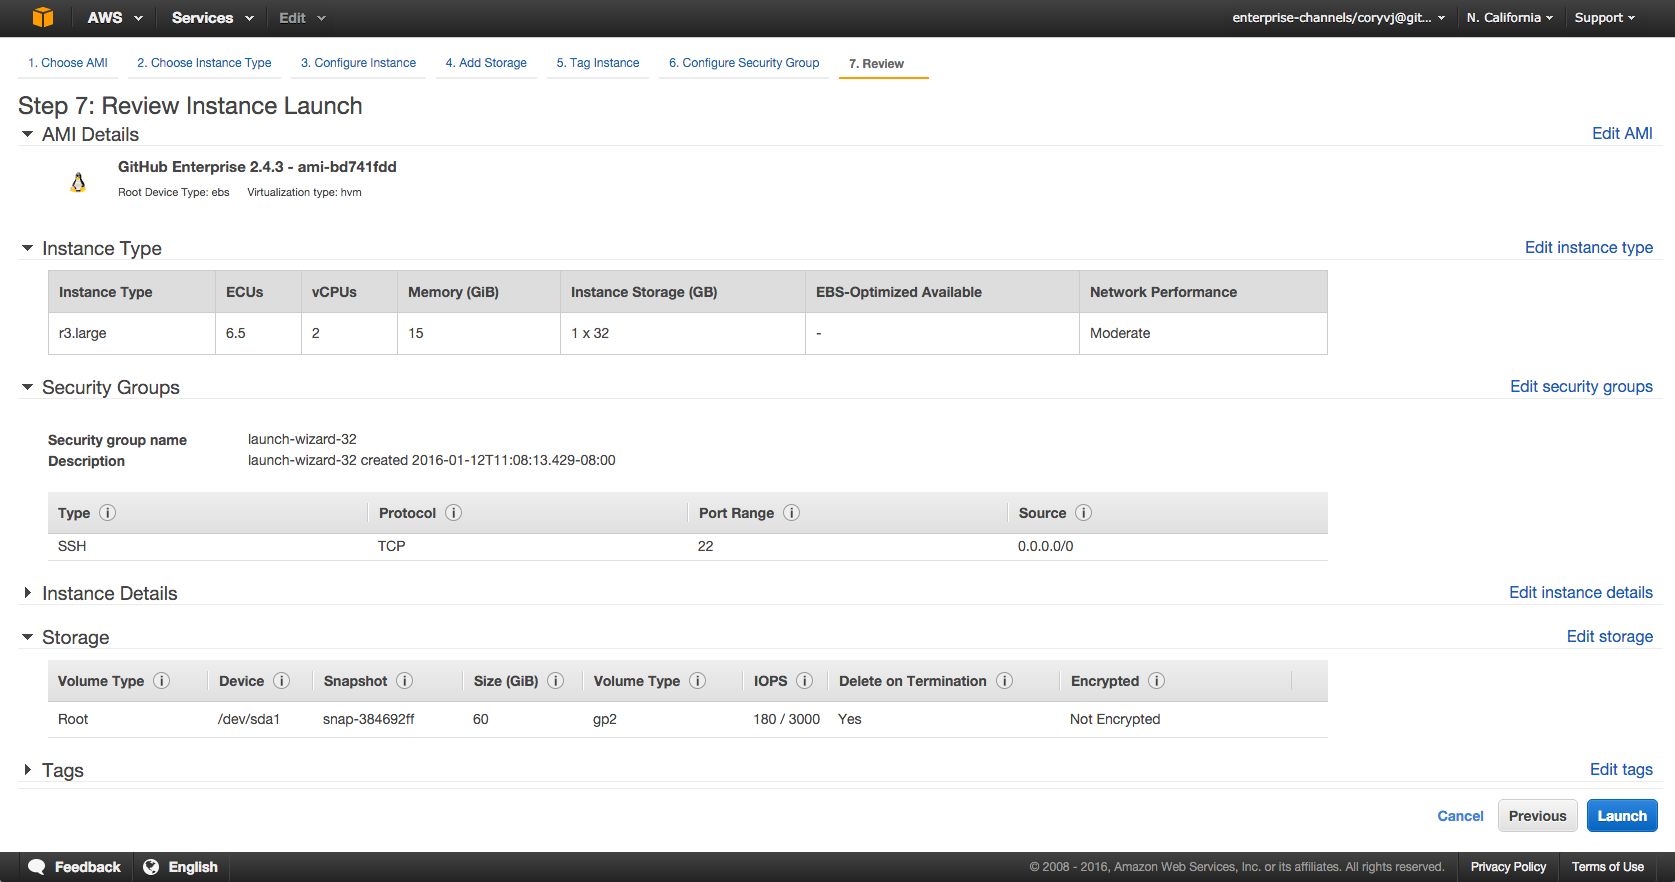 AWS Services Edit enterprise-channels/coryvj@git... N. California Support
1. Choose AMI 2. Choose Instance Type 3. Configure Instance 4. Add Storage 5. Tag Instance 6. Configure Security Group 7. Review
Step 7: Review Instance Launch
AMI Details Edit AMI
GitHub Enterprise 2.4.3 - ami-bd741fdd
Root Device Type: ebs Virtualization type: hvm
Instance Type Edit instance type
Instance Type ECUs vCPUs Memory (GiB) Instance Storage (GB) EBS-Optimized Available Network Performance
r3.large 6.5 2 15 1 x 32 - Moderate
Security Groups Edit security groups
Security group name launch-wizard-32
Description launch-wizard-32 created 2016-01-12T11:08:13.429-08:00
Type i Protocol i Port Range i Source i
SSH TCP 22 0.0.0.0/0
Instance Details Edit instance details
Storage Edit storage
Volume Type i Device i Snapshot i Size (GiB) i Volume Type i IOPS i Delete on Termination i Encrypted i
Root /dev/sda1 snap-384692ff 60 gp2 180 / 3000 Yes Not Encrypted
Tags Edit tags
Cancel Previous Launch
Feedback English © 2008 - 2016, Amazon Web Services, Inc. or its affiliates. All rights reserved. Privacy Policy Terms of Use